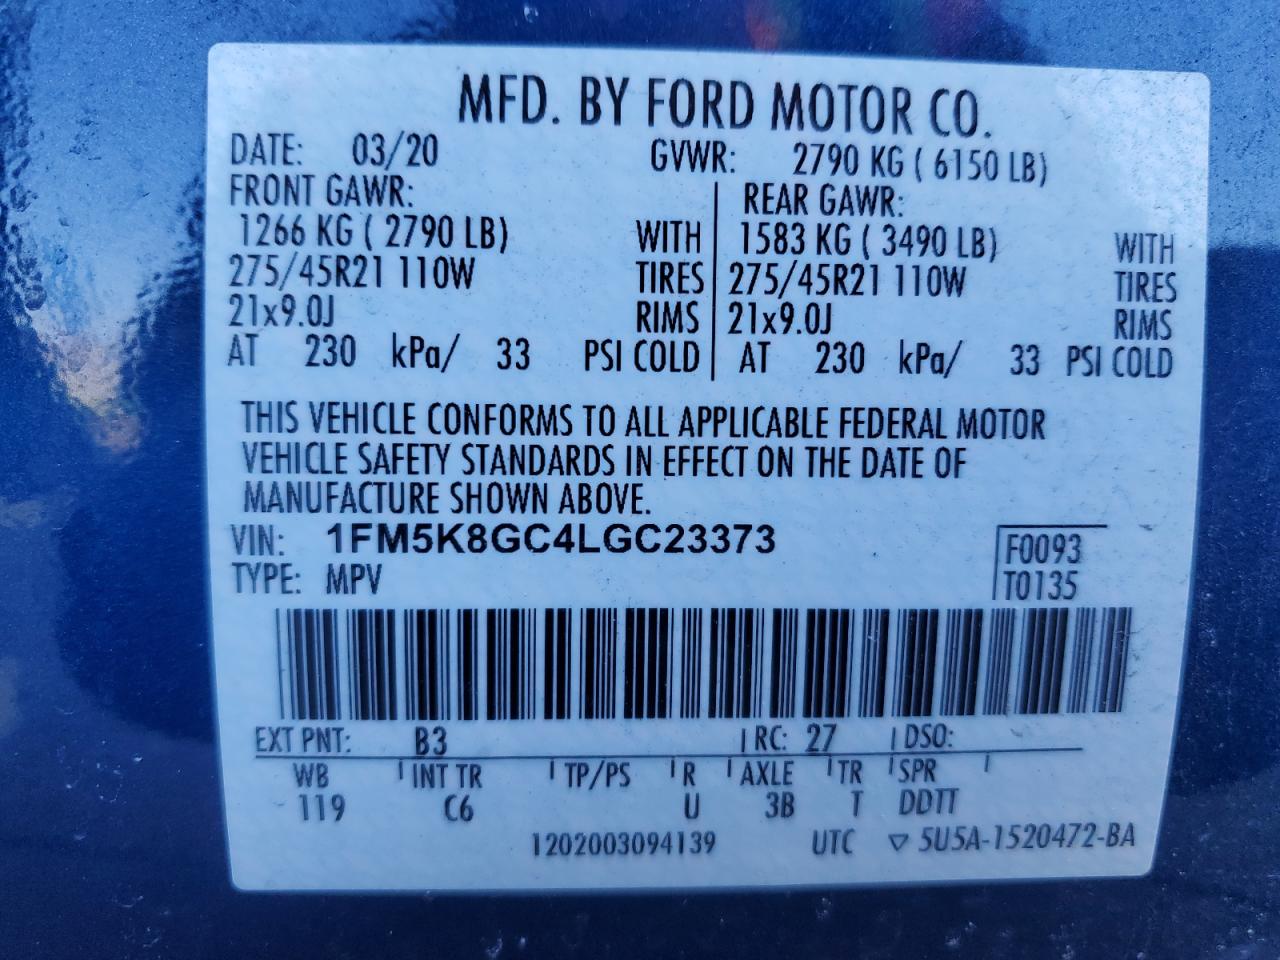 MFD. BY FORD MOTOR CO.
DATE: 03/20 GVWR: 2790 KG ( 6150 LB)
FRONT GAWR: REAR GAWR:
1266 KG ( 2790 LB) WITH 1583 KG ( 3490 LB) WITH
275/45R21 110W TIRES 275/45R21 110W TIRES
21x9.0J RIMS 21x9.0J RIMS
AT 230 kPa/ 33 PSI COLD AT 230 kPa/ 33 PSI COLD
THIS VEHICLE CONFORMS TO ALL APPLICABLE FEDERAL MOTOR
VEHICLE SAFETY STANDARDS IN EFFECT ON THE DATE OF
MANUFACTURE SHOWN ABOVE.
VIN: 1FM5K8GC4LGC23373 F0093
TYPE: MPV T0135
EXT PNT: B3 RC: 27 DSO:
WB INT TR TP/PS R AXLE TR SPR
119 C6 U 3B T DDTT
1202003094139 UTC ▽ 5U5A-1520472-BA